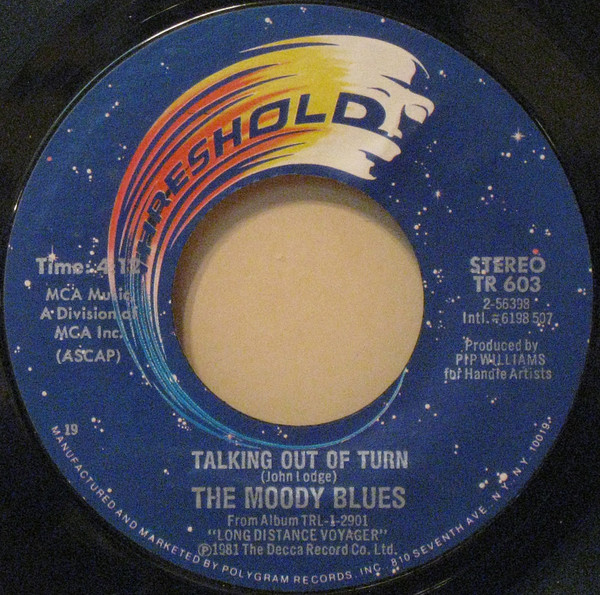 THRESHOLD
Time: 4:12
MCA Music,
A Division of
MCA Inc.
(ASCAP)
STEREO
TR 603
2-56398
Intl. #6198 507
Produced by
PIP WILLIAMS
for Handle Artists
19
TALKING OUT OF TURN
(John Lodge)
THE MOODY BLUES
From Album TRL-1-2901
"LONG DISTANCE VOYAGER"
℗1981 The Decca Record Co. Ltd.
MANUFACTURED AND MARKETED BY POLYGRAM RECORDS, INC. 810 SEVENTH AVE. N.Y. N.Y. 10019.